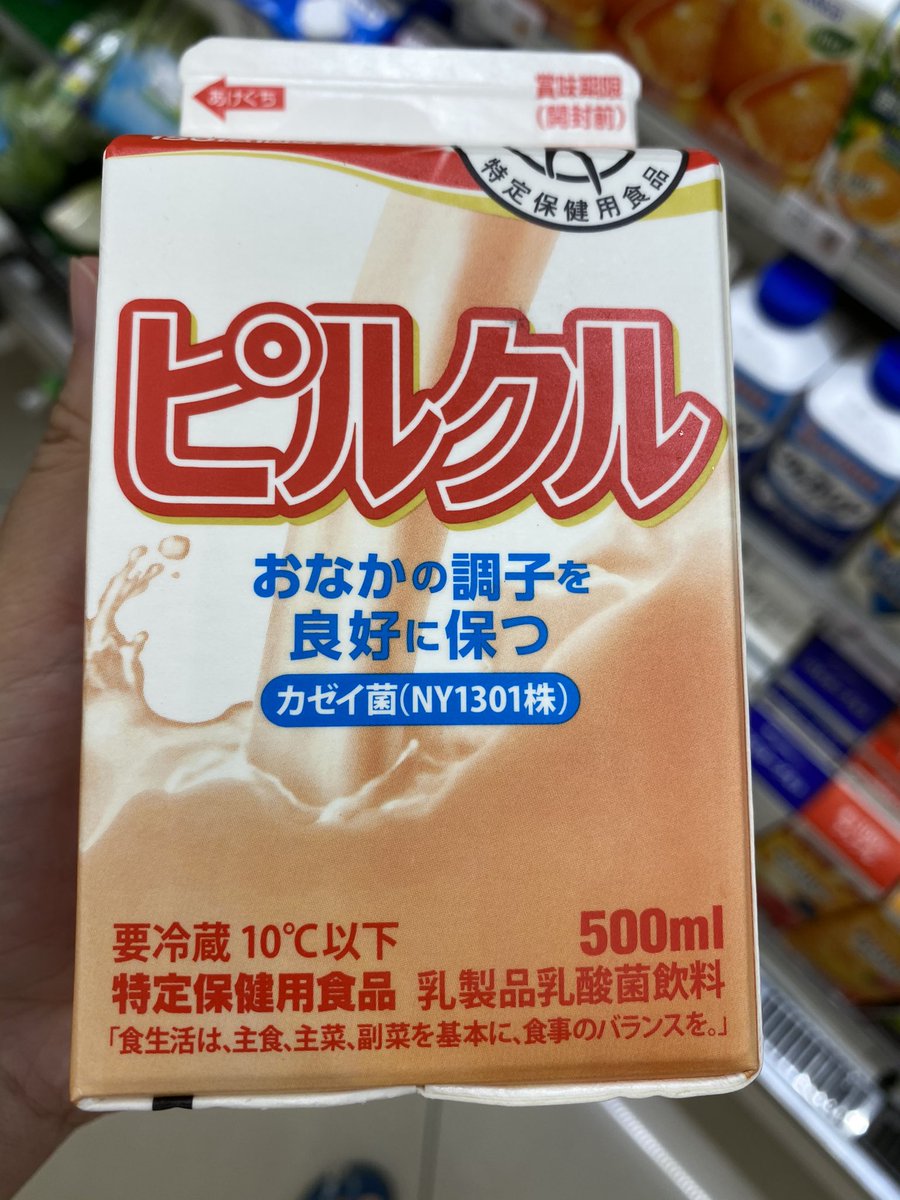 あけくち
賞味期限
(開封前)
特定保健用食品
ピルクル
おなかの調子を
良好に保つ
カゼイ菌(NY1301株)
要冷蔵 10℃以下
500ml
特定保健用食品 乳製品乳酸菌飲料
「食生活は、主食、主菜、副菜を基本に、食事のバランスを。」